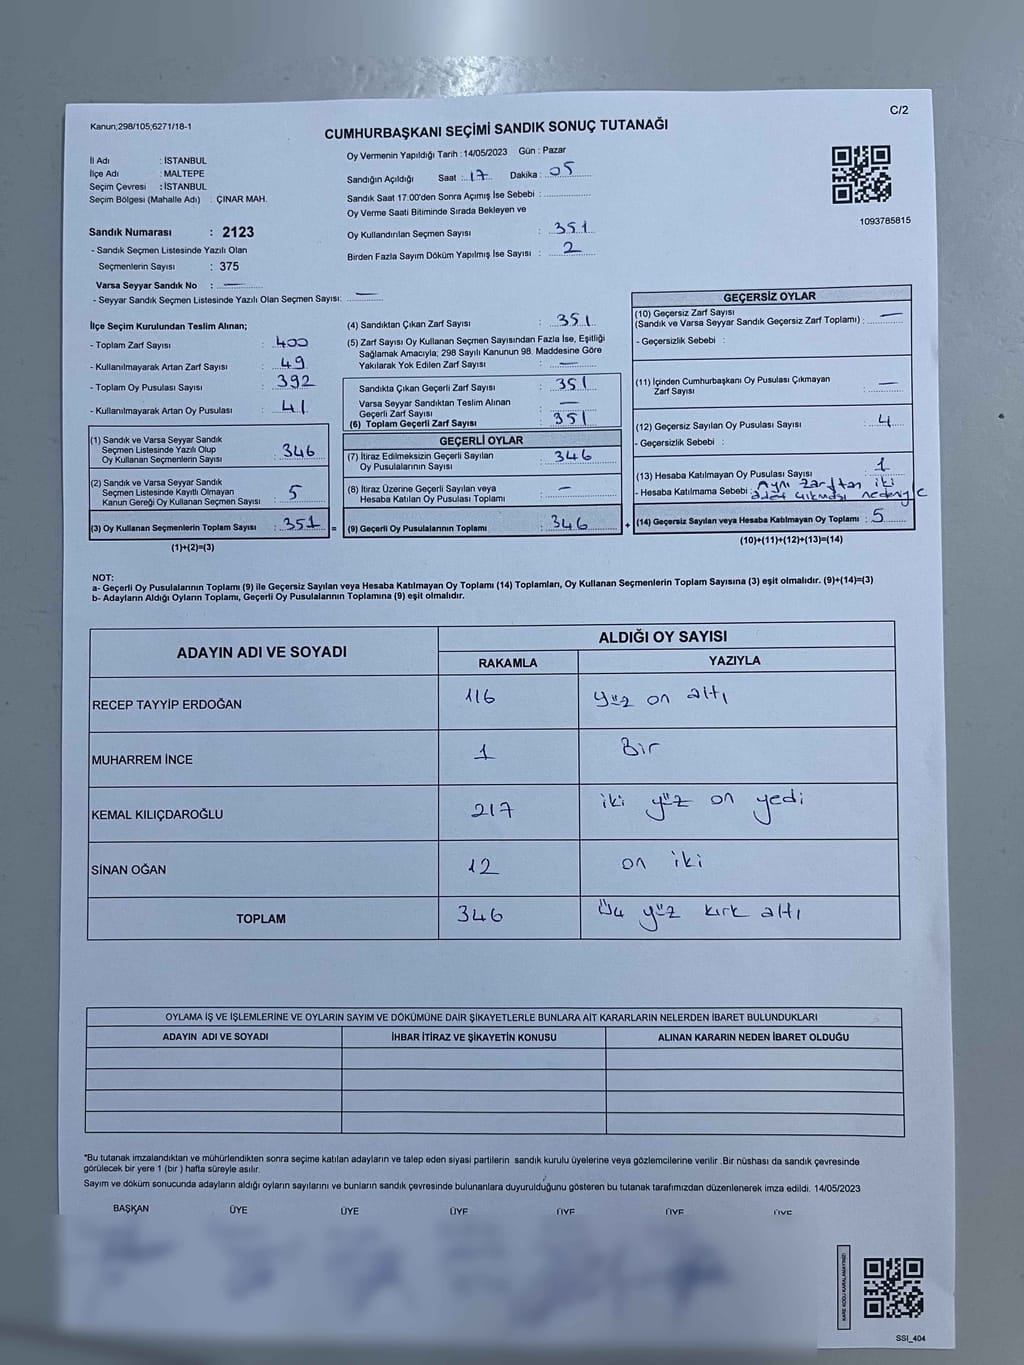 C/2
Kanun;298/105;6271/18-1
CUMHURBAŞKANI SEÇİMİ SANDIK SONUÇ TUTANAĞI
İl Adı : İSTANBUL
İlçe Adı : MALTEPE
Seçim Çevresi : İSTANBUL
Seçim Bölgesi (Mahalle Adı) : ÇINAR MAH.
Sandık Numarası : 2123
- Sandık Seçmen Listesinde Yazılı Olan
Seçmenlerin Sayısı : 375
Varsa Seyyar Sandık No : —
- Seyyar Sandık Seçmen Listesinde Yazılı Olan Seçmen Sayısı: —
Oy Vermenin Yapıldığı Tarih : 14/05/2023 Gün : Pazar
Sandığın Açıldığı Saat : 17 Dakika : 05
Sandık Saat 17:00'den Sonra Açımış İse Sebebi :
Oy Verme Saati Bitiminde Sırada Bekleyen ve
Oy Kullandırılan Seçmen Sayısı : 351
Birden Fazla Sayım Döküm Yapılmış İse Sayısı : 2
1093785815
İlçe Seçim Kurulundan Teslim Alınan;
- Toplam Zarf Sayısı : 400
- Kullanılmayarak Artan Zarf Sayısı : 49
- Toplam Oy Pusulası Sayısı : 392
- Kullanılmayarak Artan Oy Pusulası : 41
(1) Sandık ve Varsa Seyyar Sandık
Seçmen Listesinde Yazılı Olup
Oy Kullanan Seçmenlerin Sayısı : 346
(2) Sandık ve Varsa Seyyar Sandık
Seçmen Listesinde Kayıtlı Olmayan
Kanun Gereği Oy Kullanan Seçmen Sayısı : 5
(3) Oy Kullanan Seçmenlerin Toplam Sayısı : 351 =
(1)+(2)=(3)
(4) Sandıktan Çıkan Zarf Sayısı : 351
(5) Zarf Sayısı Oy Kullanan Seçmen Sayısından Fazla İse, Eşitliği
Sağlamak Amacıyla; 298 Sayılı Kanunun 98. Maddesine Göre
Yakılarak Yok Edilen Zarf Sayısı : —
Sandıkta Çıkan Geçerli Zarf Sayısı : 351
Varsa Seyyar Sandıktan Teslim Alınan
Geçerli Zarf Sayısı : —
(6) Toplam Geçerli Zarf Sayısı : 351
GEÇERLİ OYLAR
(7) İtiraz Edilmeksizin Geçerli Sayılan
Oy Pusulalarının Sayısı : 346
(8) İtiraz Üzerine Geçerli Sayılan veya
Hesaba Katılan Oy Pusulası Toplamı : —
(9) Geçerli Oy Pusulalarının Toplamı : 346 +
GEÇERSİZ OYLAR
(10) Geçersiz Zarf Sayısı
(Sandık ve Varsa Seyyar Sandık Geçersiz Zarf Toplamı) : —
- Geçersizlik Sebebi :
(11) İçinden Cumhurbaşkanı Oy Pusulası Çıkmayan
Zarf Sayısı : —
(12) Geçersiz Sayılan Oy Pusulası Sayısı : 4
- Geçersizlik Sebebi :
(13) Hesaba Katılmayan Oy Pusulası Sayısı : 1
- Hesaba Katılmama Sebebi : Aynı zarftan iki
adet çıkması nedeniyle
(14) Geçersiz Sayılan veya Hesaba Katılmayan Oy Toplamı : 5
(10)+(11)+(12)+(13)=(14)
NOT:
a- Geçerli Oy Pusulalarının Toplamı (9) ile Geçersiz Sayılan veya Hesaba Katılmayan Oy Toplamı (14) Toplamları, Oy Kullanan Seçmenlerin Toplam Sayısına (3) eşit olmalıdır. (9)+(14)=(3)
b- Adayların Aldığı Oyların Toplamı, Geçerli Oy Pusulalarının Toplamına (9) eşit olmalıdır.
ADAYIN ADI VE SOYADI
ALDIĞI OY SAYISI
RAKAMLA YAZIYLA
RECEP TAYYİP ERDOĞAN 116 yüz on altı
MUHARREM İNCE 1 Bir
KEMAL KILIÇDAROĞLU 217 iki yüz on yedi
SİNAN OĞAN 12 on iki
TOPLAM 346 üç yüz kırk altı
OYLAMA İŞ VE İŞLEMLERİNE VE OYLARIN SAYIM VE DÖKÜMÜNE DAİR ŞİKAYETLERLE BUNLARA AİT KARARLARIN NELERDEN İBARET BULUNDUKLARI
ADAYIN ADI VE SOYADI İHBAR İTİRAZ VE ŞİKAYETİN KONUSU ALINAN KARARIN NEDEN İBARET OLDUĞU
*Bu tutanak imzalandıktan ve mühürlendikten sonra seçime katılan adayların ve talep eden siyasi partilerin sandık kurulu üyelerine veya gözlemcilerine verilir .Bir nüshası da sandık çevresinde
görülecek bir yere 1 (bir ) hafta süreyle asılır.
Sayım ve döküm sonucunda adayların aldığı oyların sayılarını ve bunların sandık çevresinde bulunanlara duyurulduğunu gösteren bu tutanak tarafımızdan düzenlenerek imza edildi. 14/05/2023
BAŞKAN ÜYE ÜYE ÜYE ÜYE ÜYE ÜYE
KARE KODU KARALAMAYINIZ!
SSI_404